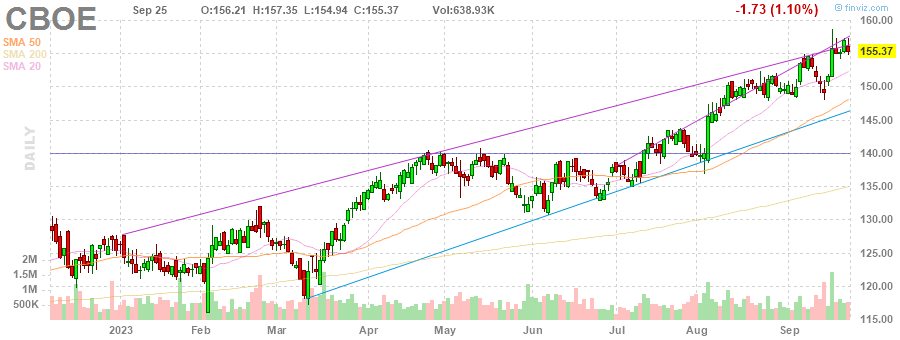 CBOE
Sep 25 O:156.21 H:157.35 L:154.94 C:155.37 Vol:638.93K -1.73 (1.10%)
© finviz.com
SMA 50
SMA 200
SMA 20
DAILY
160.00
155.37
150.00
145.00
140.00
135.00
130.00
125.00
120.00
115.00
2M
1.5M
1M
500K
2023 Feb Mar Apr May Jun Jul Aug Sep